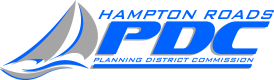 HAMPTON ROADS
PDC
PLANNING DISTRICT COMMISSION